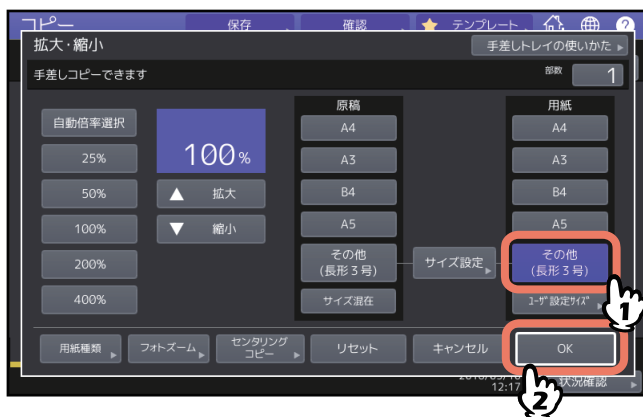 コピー
保存
確認
テンプレート
拡大・縮小
手差しトレイの使いかた
手差しコピーできます
部数
1
自動倍率選択
25%
50%
100%
200%
400%
100%
拡大
縮小
原稿
A4
A3
B4
A5
その他
(長形3号)
サイズ混在
サイズ設定
用紙
A4
A3
B4
A5
その他
(長形3号)
ユーザ設定サイズ
1
用紙種類
フォトズーム
センタリング
コピー
リセット
キャンセル
OK
2
12:17
状況確認